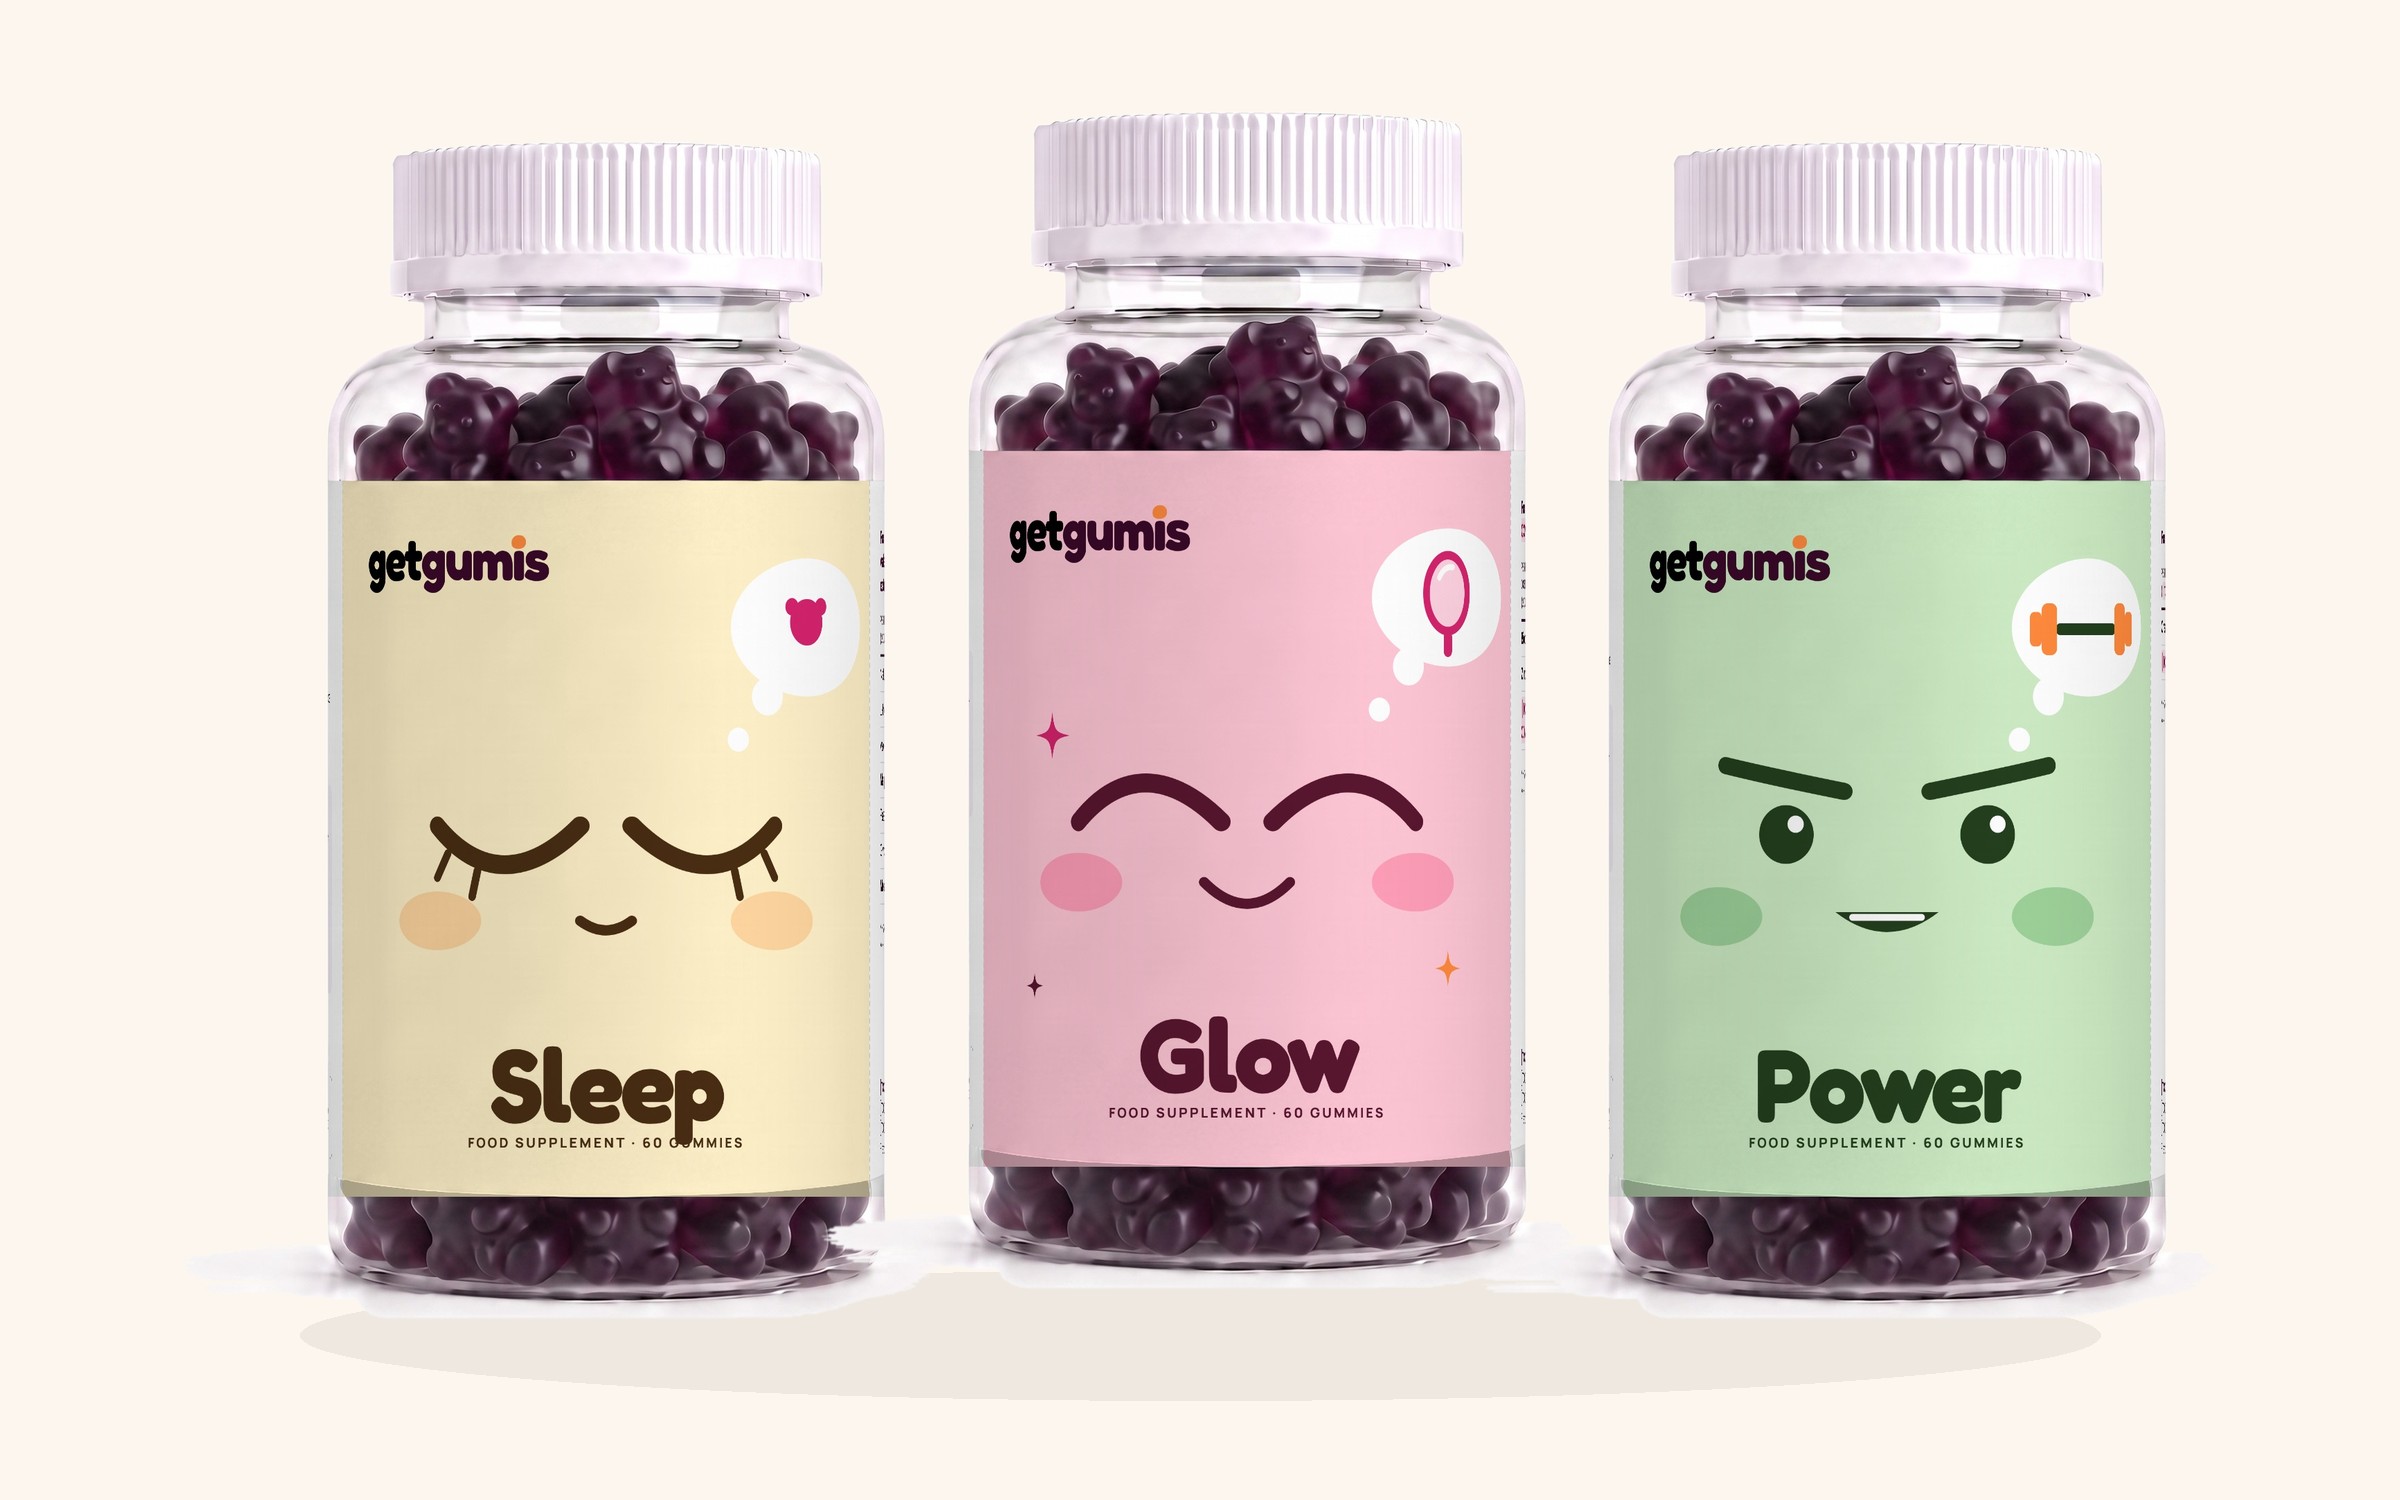 getgumis
Sleep
FOOD SUPPLEMENT · 60 GUMMIES
getgumis
Glow
FOOD SUPPLEMENT · 60 GUMMIES
getgumis
Power
FOOD SUPPLEMENT · 60 GUMMIES